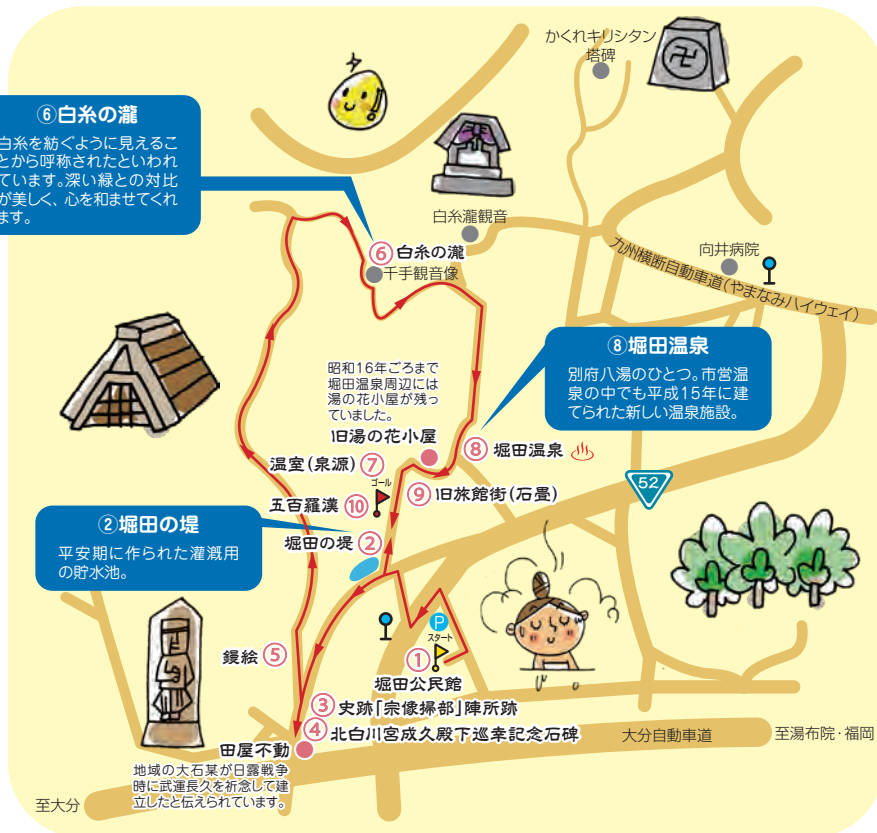 かくれキリシタン
塔碑
⑥白糸の瀧
白糸を紡ぐように見えるこ
とから呼称されたといわれ
ています。深い緑との対比
が美しく、心を和ませてくれ
ます。
白糸瀧観音
⑥ 白糸の瀧
千手観音像
向井病院
九州横断自動車道(やまなみハイウェイ)
⑧堀田温泉
別府八湯のひとつ。市営温
泉の中でも平成15年に建
てられた新しい温泉施設。
昭和16年ごろまで
堀田温泉周辺には
湯の花小屋が残っ
ていました。
旧湯の花小屋
⑧ 堀田温泉
温室(泉源) ⑦
ゴール
五百羅漢 ⑩
⑨ 旧旅館街(石畳)
52
②堀田の堤
平安期に作られた灌漑用
の貯水池。
堀田の堤 ②
P
スタート
①
堀田公民館
鏝絵 ⑤
③ 史跡「宗像掃部」陣所跡
④ 北白川宮成久殿下巡幸記念石碑
田屋不動
地域の大石某が日露戦争
時に武運長久を祈念して建
立したと伝えられています。
大分自動車道
至湯布院・福岡
至大分
卍